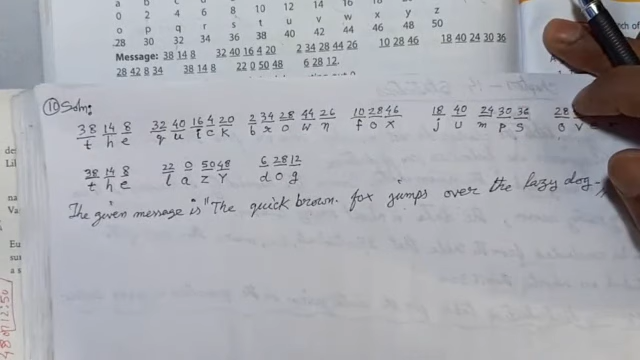 a b
0 2 4 6 8 10 12 14 16
o p q r s t u v w x y z
28 30 32 34 36 38 40 42 44 46 48 50
Message: 38 14 8 32 40 16 4 20 2 34 28 44 26 10 28 46 18 40 24 30 36
28 42 8 34 38 14 8 22 0 50 48 6 28 12.
10 Soln:
38 14 8 32 40 16 4 20 2 34 28 44 26 10 28 46 18 40 24 30 36 28
t h e q u i c k b r o w n f o x j u m p s o v
38 14 8 22 0 50 48 6 28 12
t h e l a z y d o g
The given message is "The quick brown. fox jumps over the lazy dog-